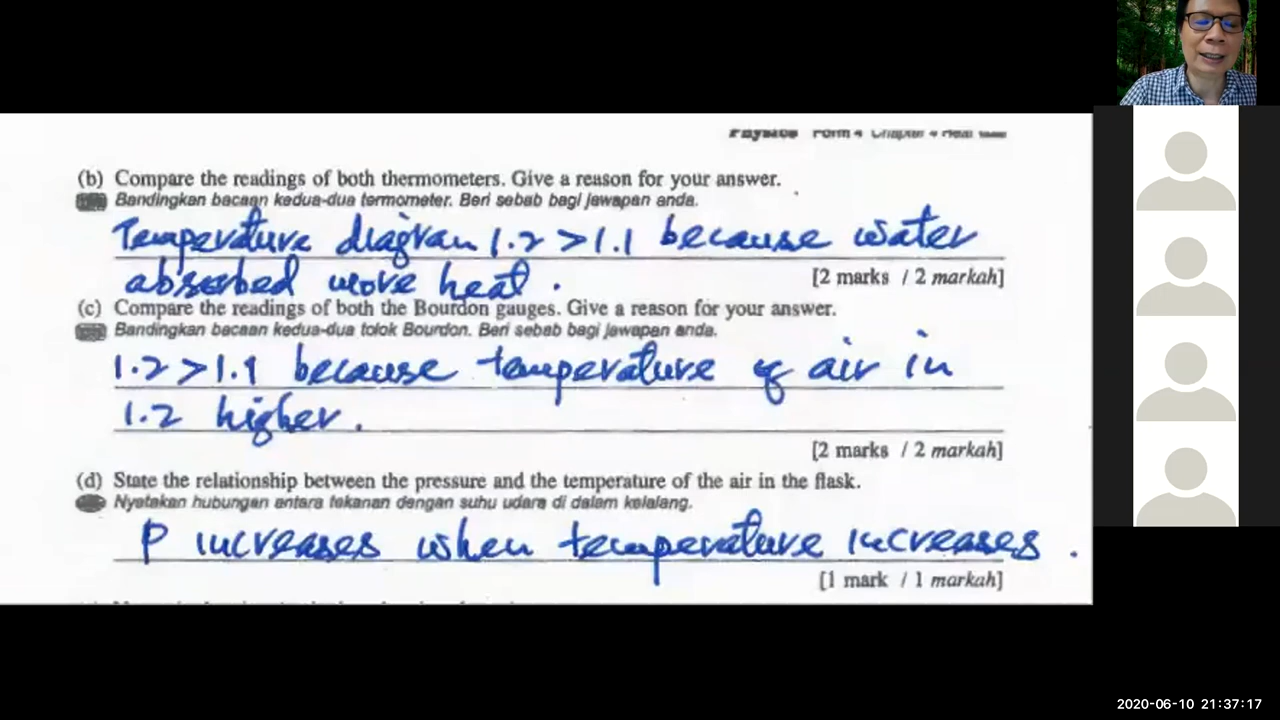 Physics Form 4 Chapter 4 Heat
(b) Compare the readings of both thermometers. Give a reason for your answer.
Bandingkan bacaan kedua-dua termometer. Beri sebab bagi jawapan anda.
Temperature diagram 1.2 > 1.1 because water
absorbed more heat .
[2 marks / 2 markah]
(c) Compare the readings of both the Bourdon gauges. Give a reason for your answer.
Bandingkan bacaan kedua-dua tolok Bourdon. Beri sebab bagi jawapan anda.
1.2 > 1.1 because temperature of air in
1.2 higher .
[2 marks / 2 markah]
(d) State the relationship between the pressure and the temperature of the air in the flask.
Nyatakan hubungan antara tekanan dengan suhu udara di dalam kelalang.
P increases when temperature increases .
[1 mark / 1 markah]
2020-06-10 21:37:17